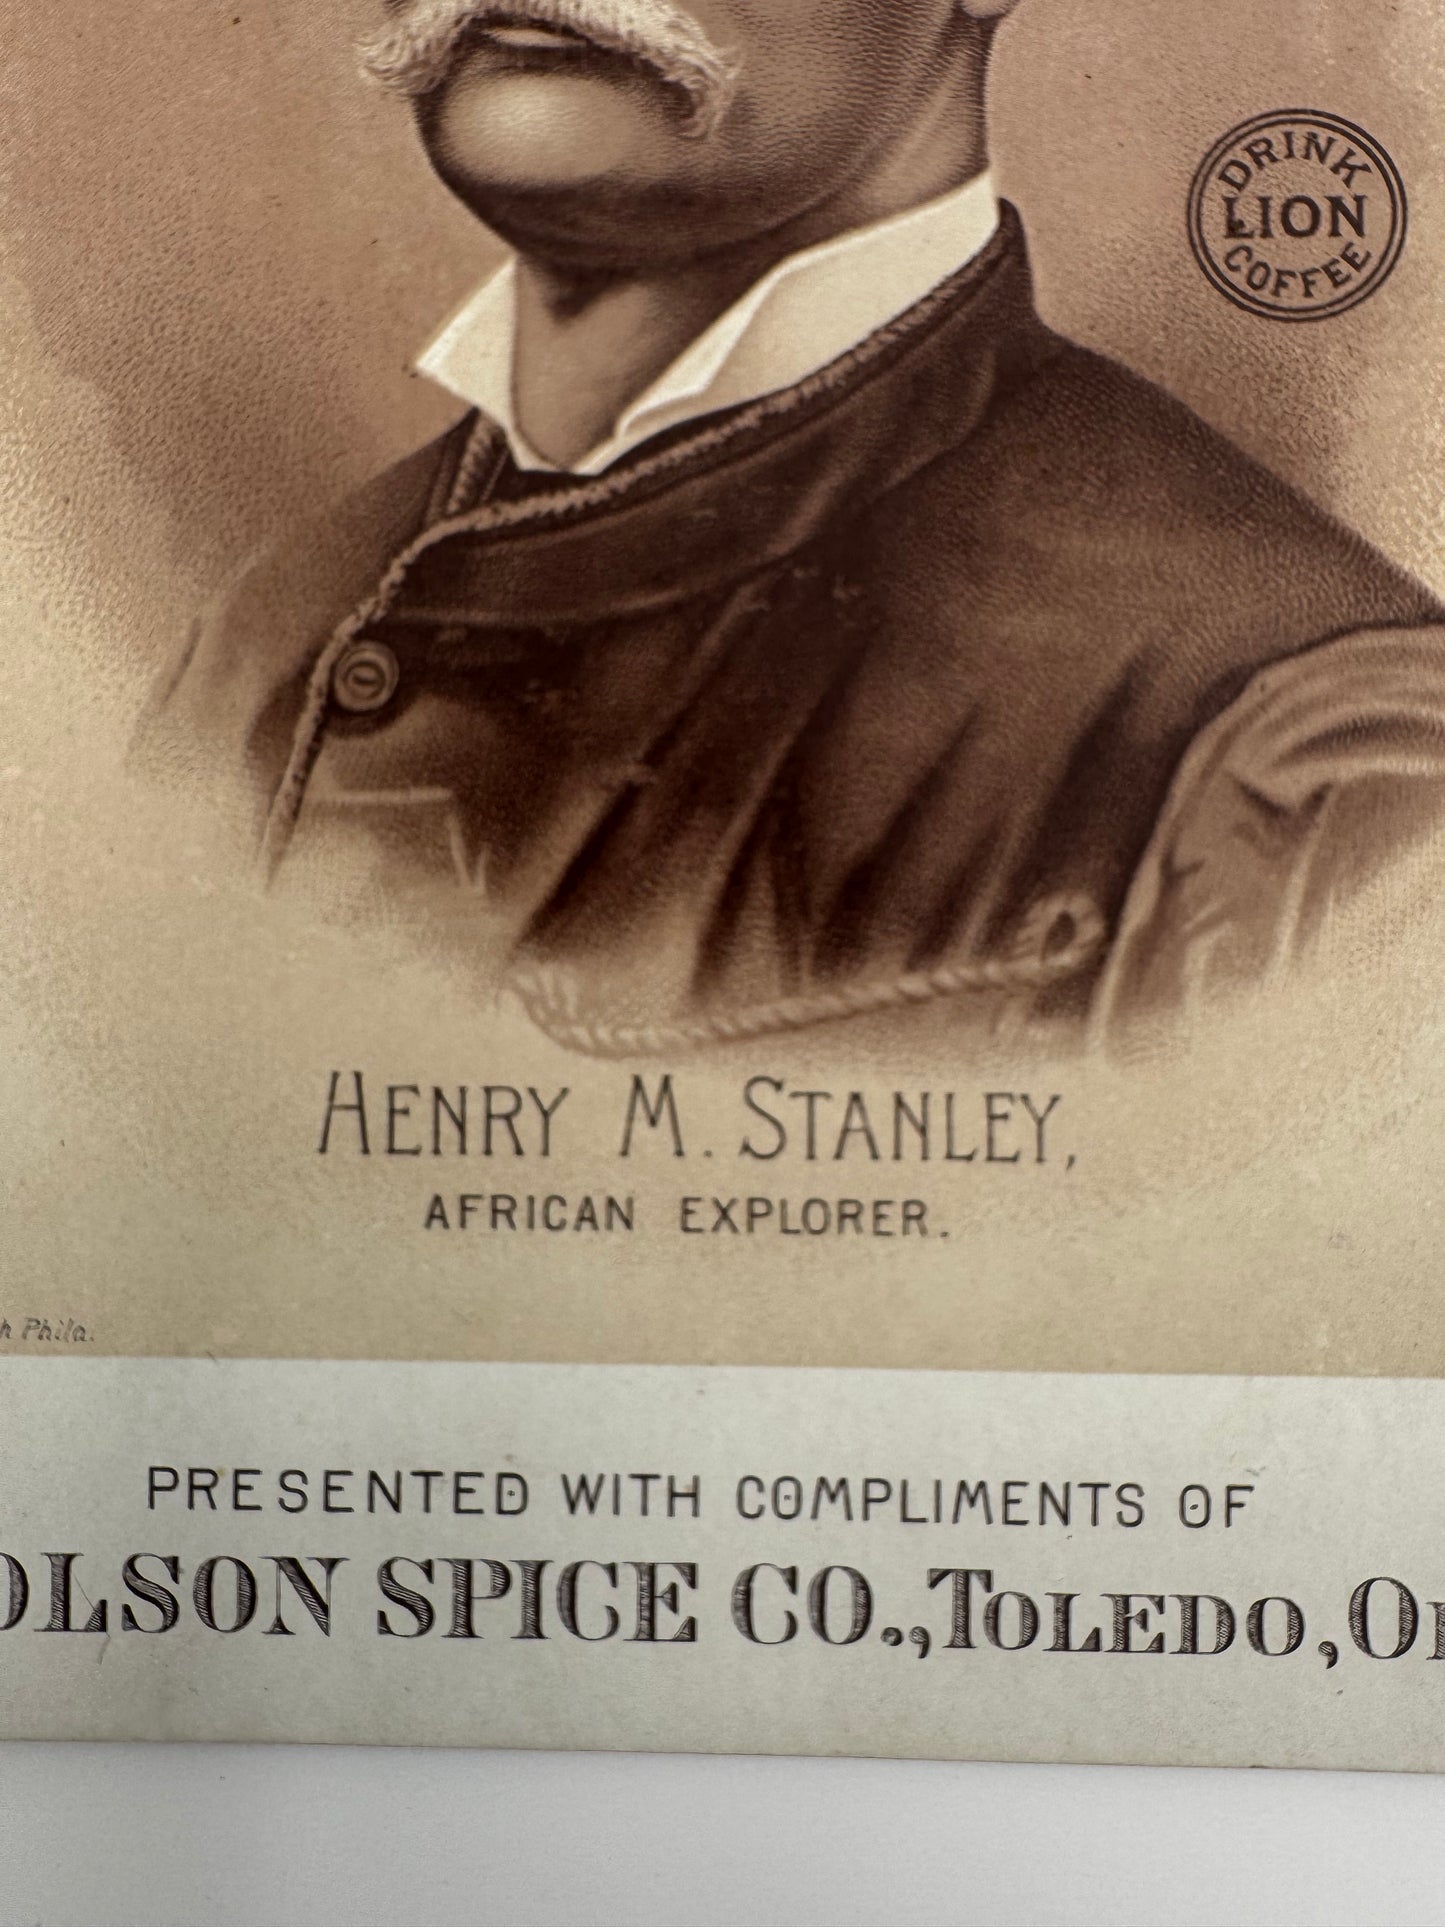 DRINK
LION
COFFEE
HENRY M. STANLEY,
AFRICAN EXPLORER.
Phila.
PRESENTED WITH COMPLIMENTS OF
OLSON SPICE CO., TOLEDO,